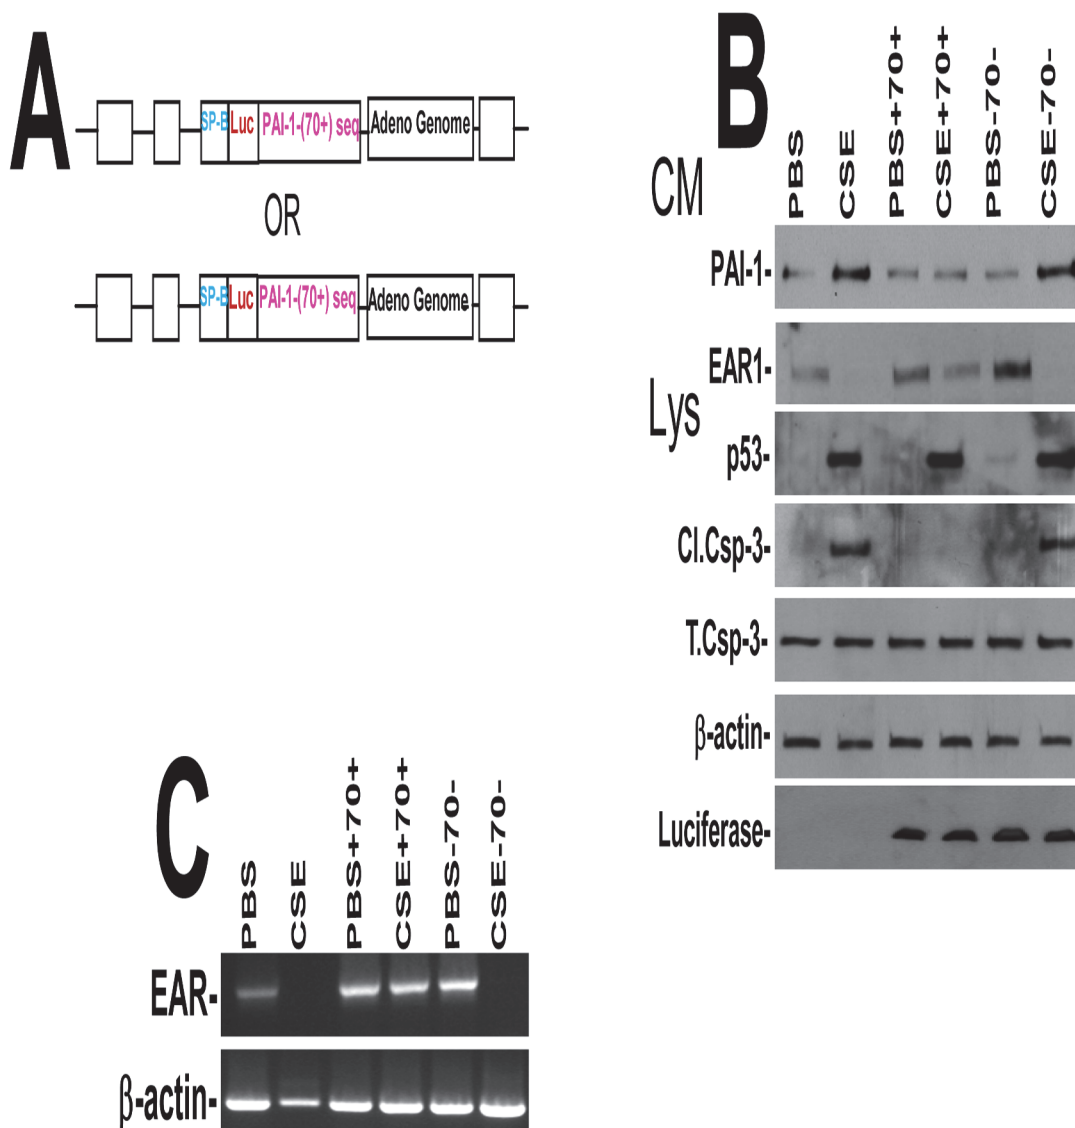 A
SP-B Luc PAI-1-(70+) seq Adeno Genome
OR
SP-B Luc PAI-1-(70+) seq Adeno Genome
B
CM
PBS CSE PBS+70+ CSE+70+ PBS-70- CSE-70-
PAI-1-
Lys
EAR1-
p53-
Cl.Csp-3-
T.Csp-3-
β-actin-
Luciferase-
C
PBS CSE PBS+70+ CSE+70+ PBS-70- CSE-70-
EAR-
β-actin-